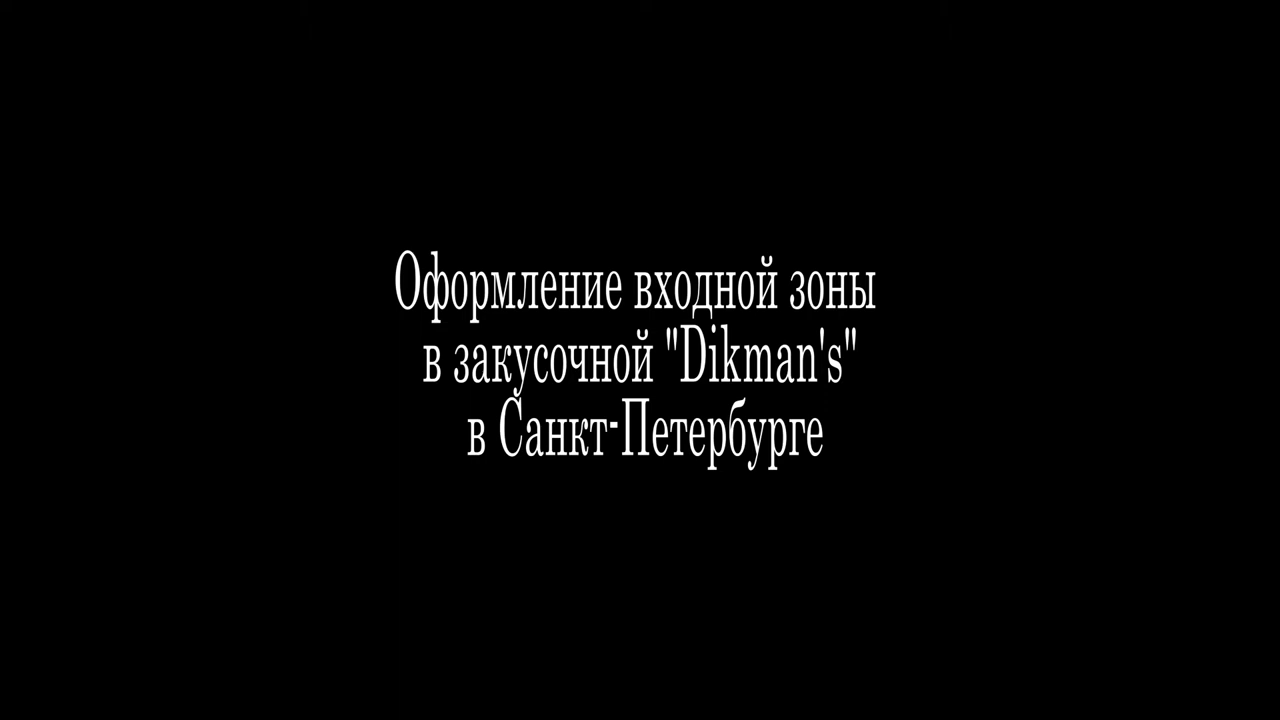 Оформление входной зоны
в закусочной "Dikman's"
в Санкт-Петербурге